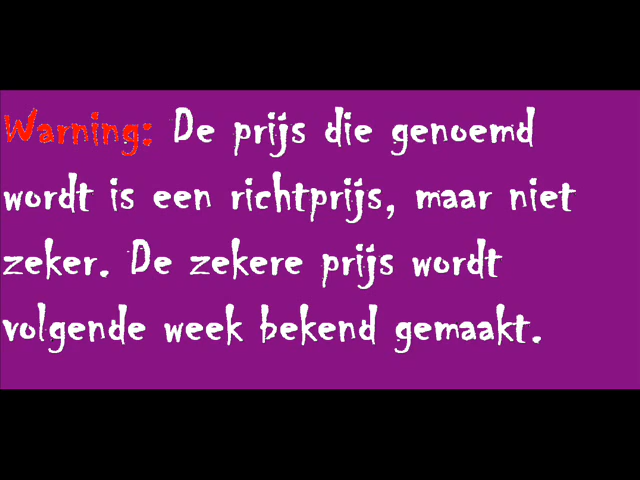 Warning: De prijs die genoemd
wordt is een richtprijs, maar niet
zeker. De zekere prijs wordt
volgende week bekend gemaakt.